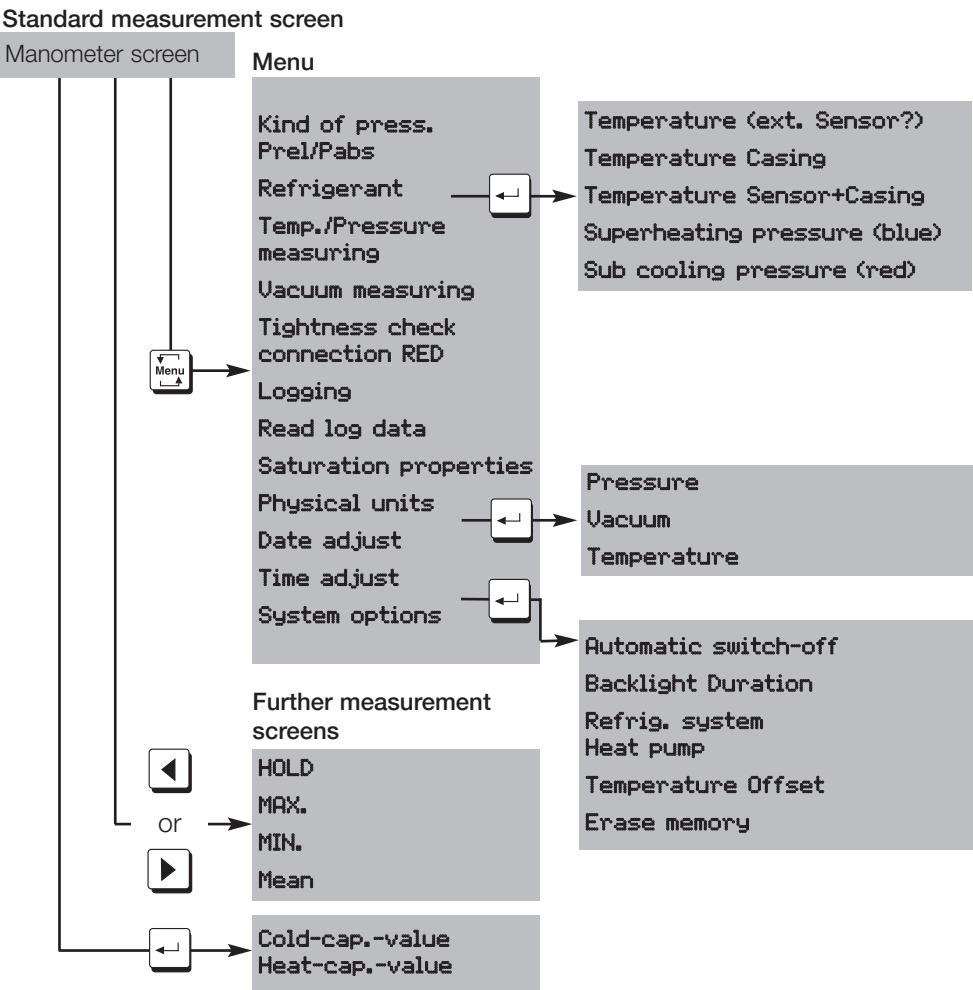 Standard measurement screen
Manometer screen
Menu
Kind of press.
Prel/Pabs
Refrigerant
Temp./Pressure
measuring
Vacuum measuring
Tightness check
connection RED
Logging
Read log data
Saturation properties
Physical units
Date adjust
Time adjust
System options
Temperature (ext. Sensor?)
Temperature Casing
Temperature Sensor+Casing
Superheating pressure (blue)
Sub cooling pressure (red)
Menu
Pressure
Vacuum
Temperature
Automatic switch-off
Backlight Duration
Refrig. system
Heat pump
Temperature Offset
Erase memory
Further measurement
screens
HOLD
MAX.
MIN.
Mean
or
Cold-cap.-value
Heat-cap.-value